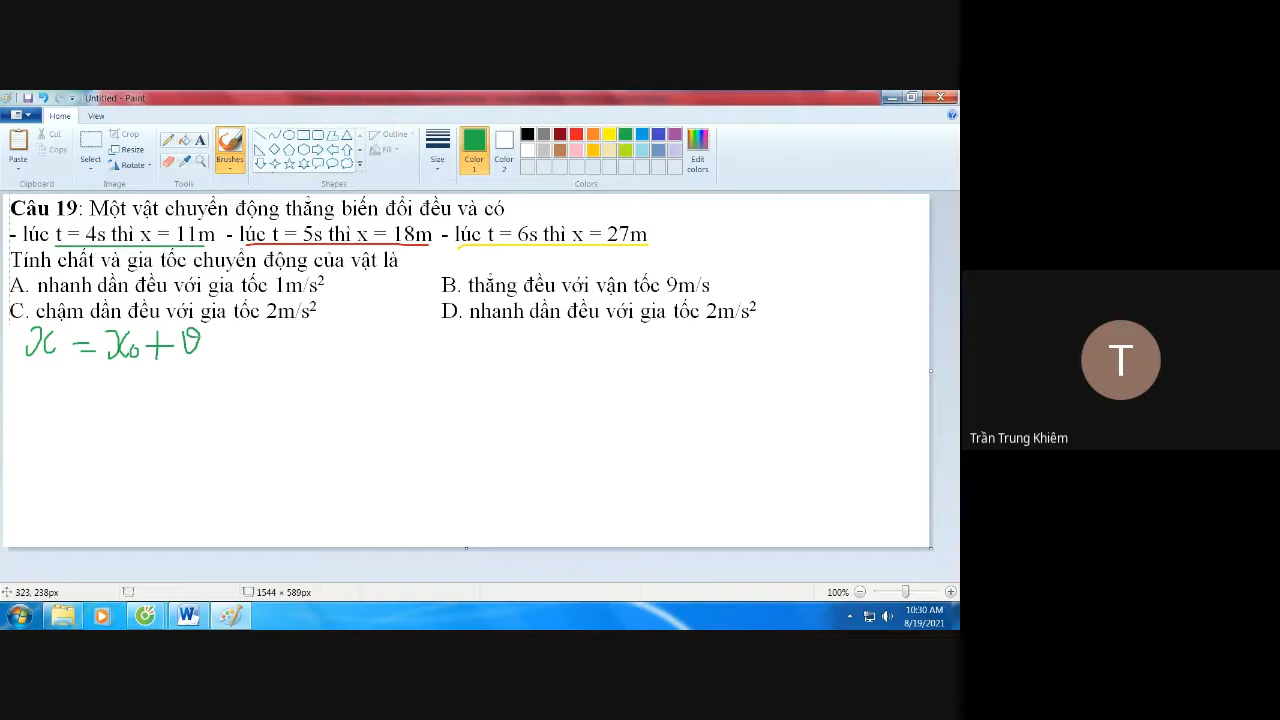 Untitled - Paint
Home
View
Paste
Cut
Copy
Clipboard
Select
Crop
Resize
Rotate
Image
Tools
Brushes
Outline
Fill
Shapes
Size
Color 1
Color 2
Edit colors
Colors
Câu 19: Một vật chuyển động thẳng biến đổi đều và có
- lúc t = 4s thì x = 11m - lúc t = 5s thì x = 18m - lúc t = 6s thì x = 27m
Tính chất và gia tốc chuyển động của vật là
A. nhanh dần đều với gia tốc 1m/s² B. thẳng đều với vận tốc 9m/s
C. chậm dần đều với gia tốc 2m/s² D. nhanh dần đều với gia tốc 2m/s²
x = x₀ + v
T
Trần Trung Khiêm
323, 238px
1544 × 589px
100%
10:30 AM
8/19/2021